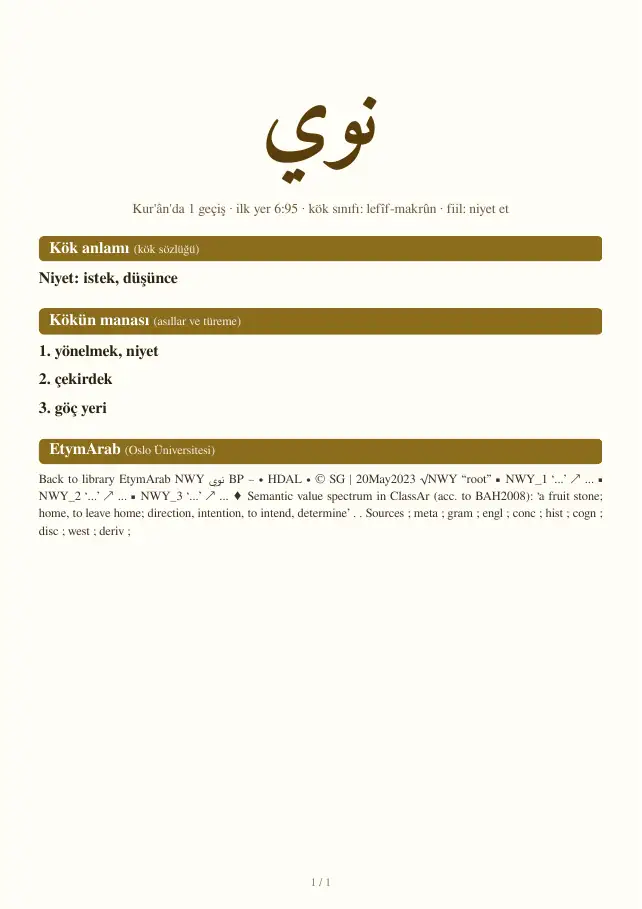 نوي
Kur'ân'da 1 geçiş · ilk yer 6:95 · kök sınıfı: lefîf-makrûn · fiil: niyet et
Kök anlamı (kök sözlüğü)
Niyet: istek, düşünce
Kökün manası (asıllar ve türeme)
1. yönelmek, niyet
2. çekirdek
3. göç yeri
EtymArab (Oslo Üniversitesi)
Back to library EtymArab NWY نوي BP – • HDAL • © SG | 20May2023 √NWY “root” ▪ NWY_1 ‘...’ ↗ ... ▪
NWY_2 ‘...’ ↗ ... ▪ NWY_3 ‘...’ ↗ ... ♦ Semantic value spectrum in ClassAr (acc. to BAH2008): ‘a fruit stone;
home, to leave home; direction, intention, to intend, determine’ . . Sources ; meta ; gram ; engl ; conc ; hist ; cogn ;
disc ; west ; deriv ;
1 / 1